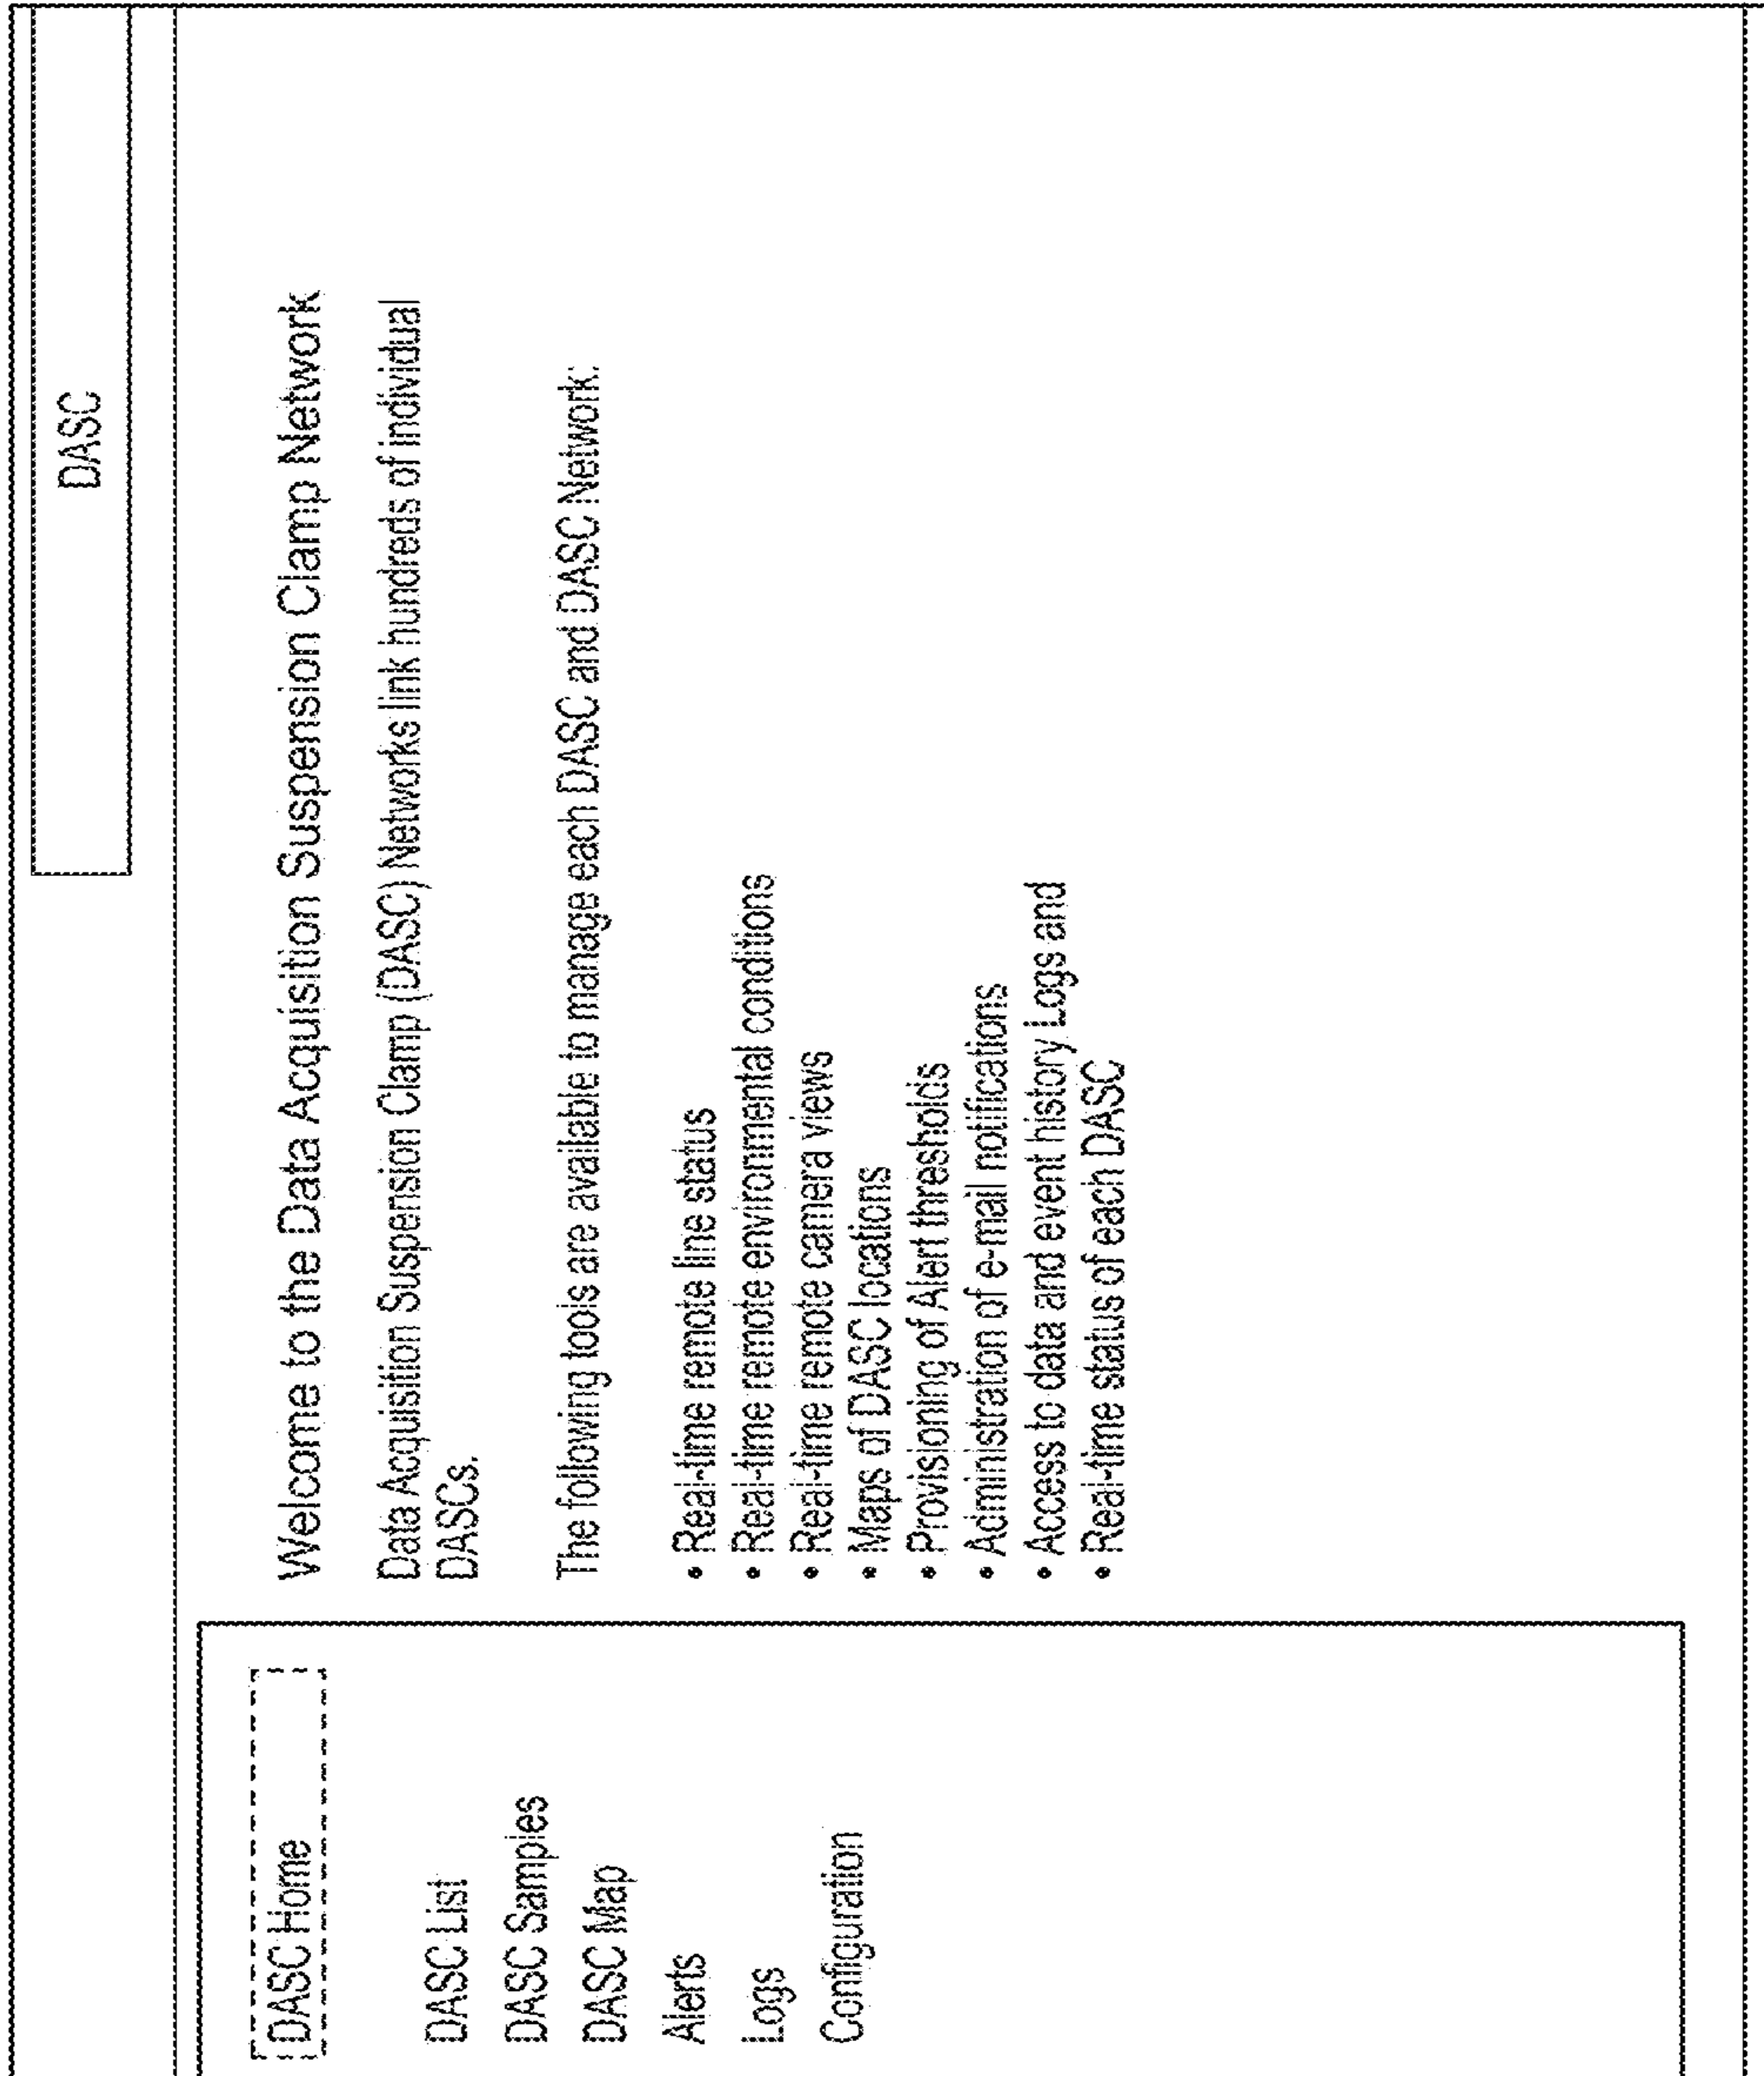 DASC
DASC Home
DASC List
DASC Samples
DASC Map
Alerts
Logs
Configuration
Welcome to the Data Acquisition Suspension Clamp Network
Data Acquisition Suspension Clamp (DASC) Networks link hundreds of individual
DASCs.
The following tools are available to manage each DASC and DASC Network:
• Real-time remote line status
• Real-time remote environmental conditions
• Real-time remote camera views
• Maps of DASC locations
• Provisioning of Alert thresholds
• Administration of e-mail notifications
• Access to data and event history Logs and
• Real-time status of each DASC